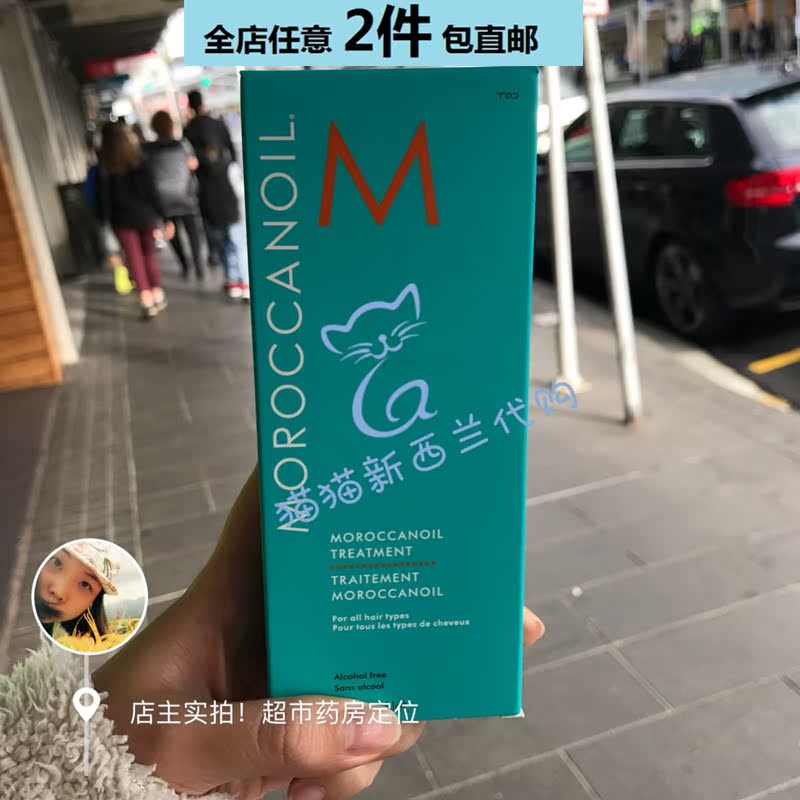 全店任意 2件 包直邮
כשר
M
MOROCCANOIL.
猫猫新西兰代购
MOROCCANOIL
TREATMENT
TRAITEMENT
MOROCCANOIL
For all hair types
Pour tous les types de cheveux
Alcohol free
Sans alcool
店主实拍！超市药房定位